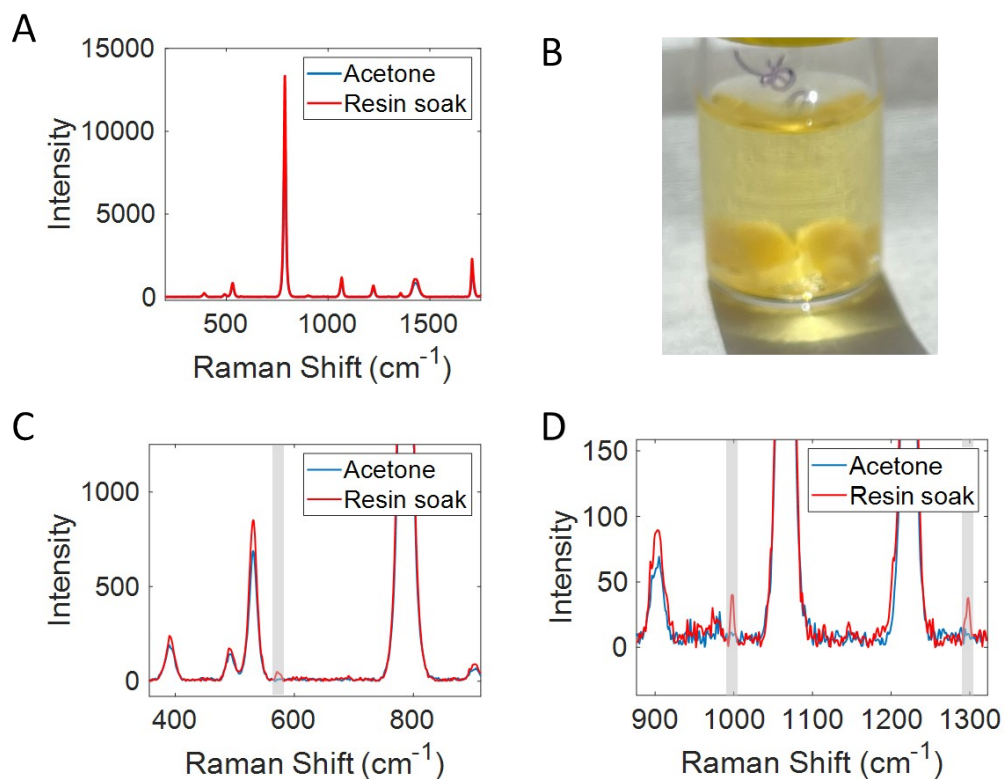 A
15000
10000
5000
0
Intensity
500
1000
1500
Raman Shift (cm⁻¹)
Acetone
Resin soak
B
C
1000
500
0
Intensity
400
600
800
Raman Shift (cm⁻¹)
Acetone
Resin soak
D
150
100
50
0
Intensity
900 1000 1100 1200 1300
Raman Shift (cm⁻¹)
Acetone
Resin soak